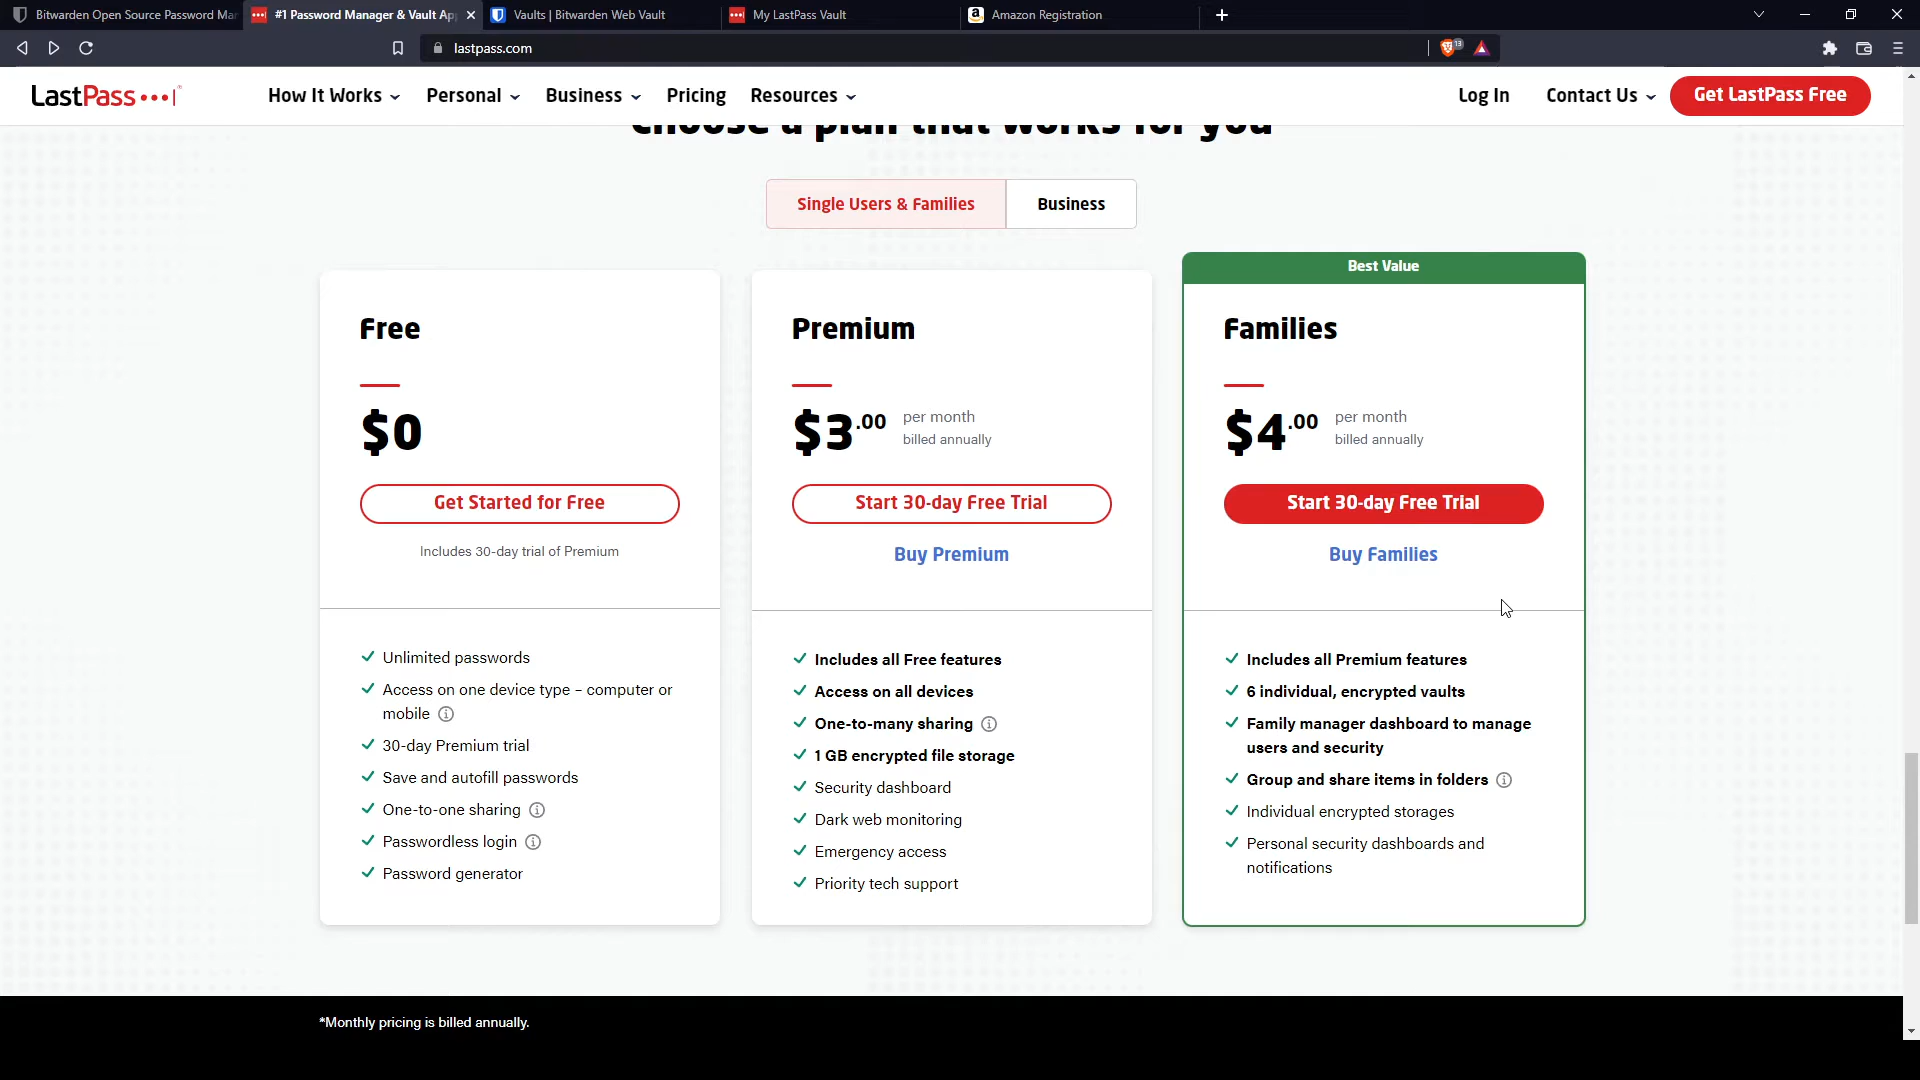 Bitwarden Open Source Password Mar
#1 Password Manager & Vault Ap
Vaults | Bitwarden Web Vault
My LastPass Vault
Amazon Registration
lastpass.com
13
LastPass
How It Works
Personal
Business
Pricing
Resources
Log In
Contact Us
Get LastPass Free
Choose a plan that works for you
Single Users & Families
Business
Best Value
Free
$0
Get Started for Free
Includes 30-day trial of Premium
Unlimited passwords
Access on one device type – computer or
mobile
30-day Premium trial
Save and autofill passwords
One-to-one sharing
Passwordless login
Password generator
Premium
$3.00 per month
billed annually
Start 30-day Free Trial
Buy Premium
Includes all Free features
Access on all devices
One-to-many sharing
1 GB encrypted file storage
Security dashboard
Dark web monitoring
Emergency access
Priority tech support
Families
$4.00 per month
billed annually
Start 30-day Free Trial
Buy Families
Includes all Premium features
6 individual, encrypted vaults
Family manager dashboard to manage
users and security
Group and share items in folders
Individual encrypted storages
Personal security dashboards and
notifications
*Monthly pricing is billed annually.